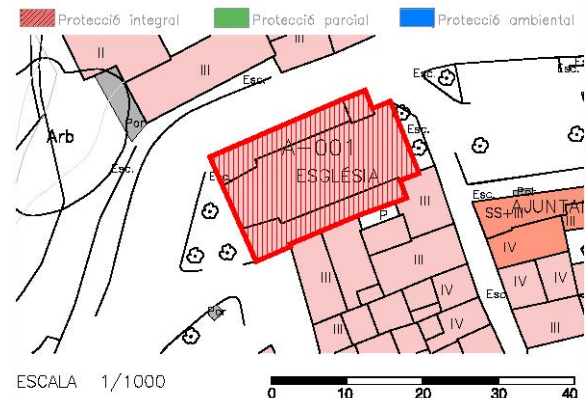 Protecció integral Protecció parcial Protecció ambiental
II
III
III
Esc.
Esc.
Por
Arb
Esc.
A-001
Esc.
ESGLÉSIA
Esc.
Por
AJUNTA
SS+III
III
P
III
III
IV
III
IV
IV
IV
Esc
Por
III
IV
III
ESCALA 1/1000
0 10 20 30 40